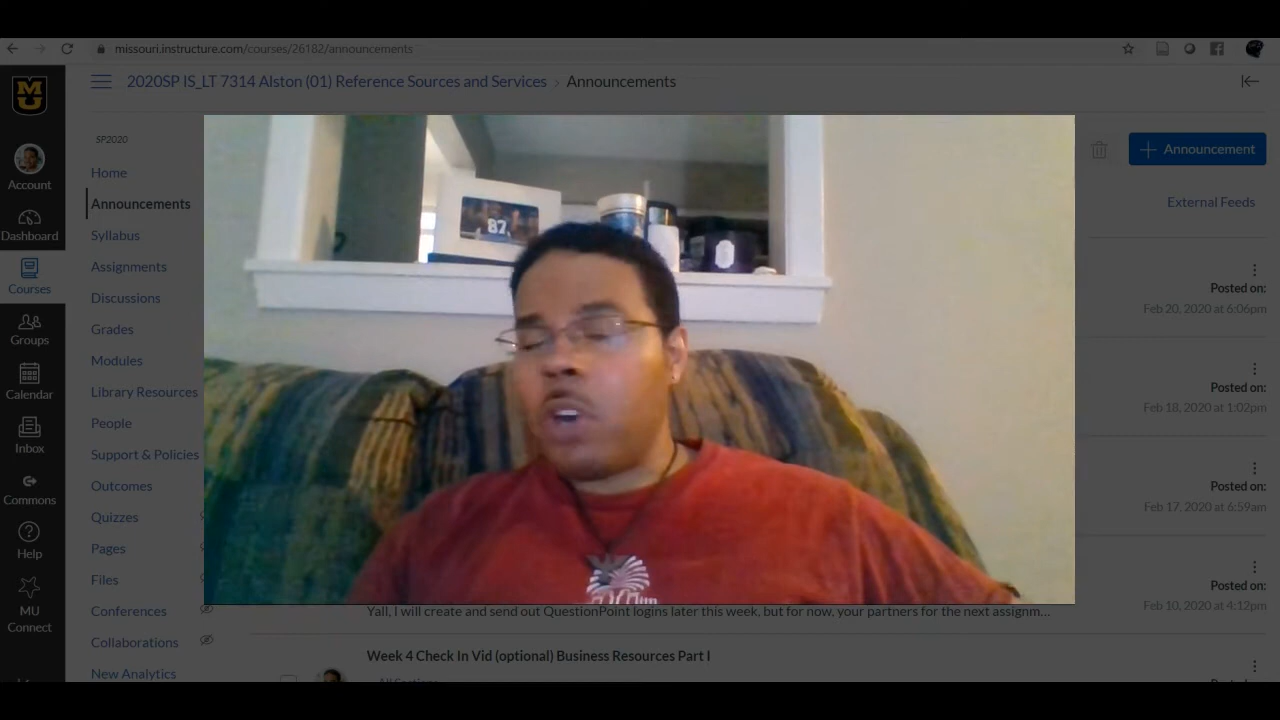 missouri.instructure.com/courses/26182/announcements
2020SP IS_LT 7314 Alston (01) Reference Sources and Services › Announcements
Account
Dashboard
Courses
Groups
Calendar
Inbox
Commons
Help
MU
Connect
SP2020
Home
Announcements
Syllabus
Assignments
Discussions
Grades
Modules
Library Resources
People
Support & Policies
Outcomes
Quizzes
Pages
Files
Conferences
Collaborations
New Analytics
87
+ Announcement
External Feeds
Posted on:
Feb 20, 2020 at 6:06pm
Posted on:
Feb 18, 2020 at 1:02pm
Posted on:
Feb 17, 2020 at 6:59am
Posted on:
Feb 10, 2020 at 4:12pm
Yall, I will create and send out QuestionPoint logins later this week, but for now, your partners for the next assignm...
Week 4 Check In Vid (optional) Business Resources Part I
All Sections